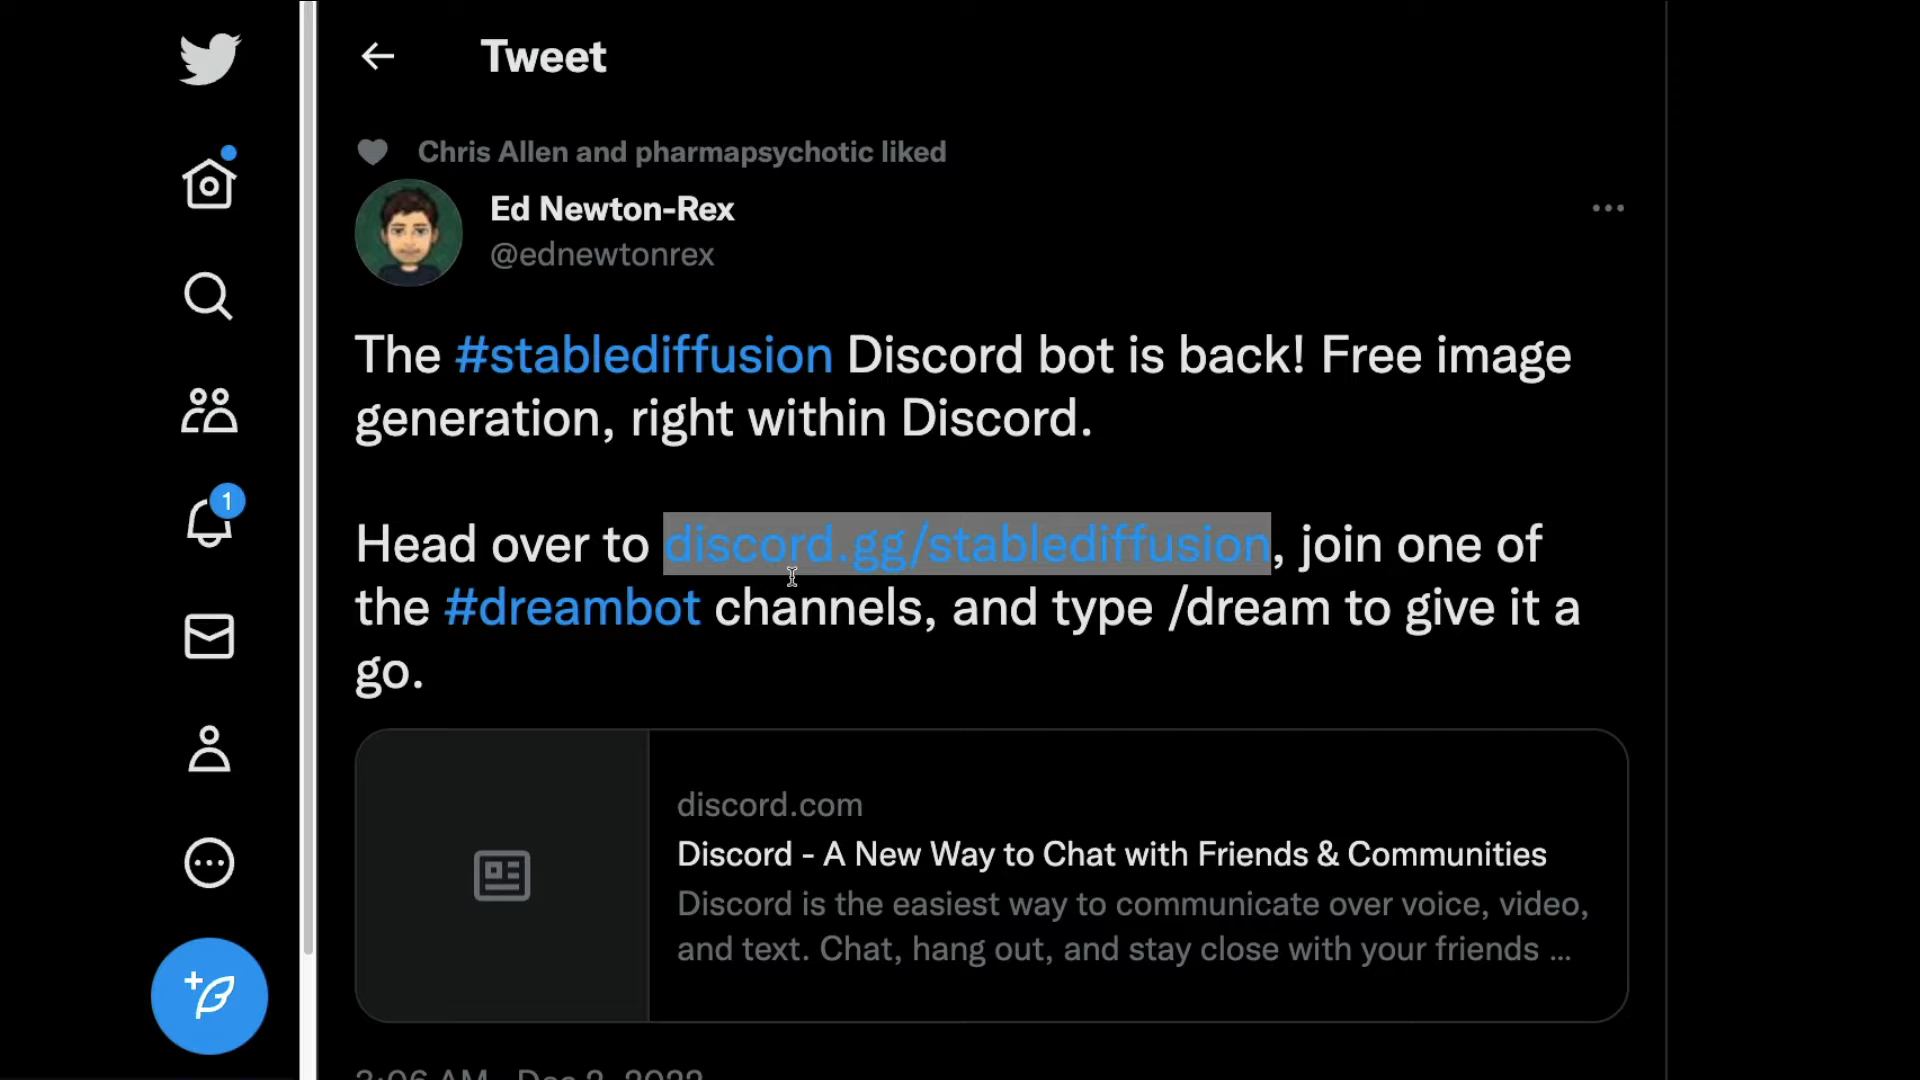 Tweet
Chris Allen and pharmapsychotic liked
Ed Newton-Rex
@ednewtonrex
The #stablediffusion Discord bot is back! Free image
generation, right within Discord.
1
Head over to discord.gg/stablediffusion, join one of
the #dreambot channels, and type /dream to give it a
go.
discord.com
Discord - A New Way to Chat with Friends & Communities
Discord is the easiest way to communicate over voice, video,
and text. Chat, hang out, and stay close with your friends ...